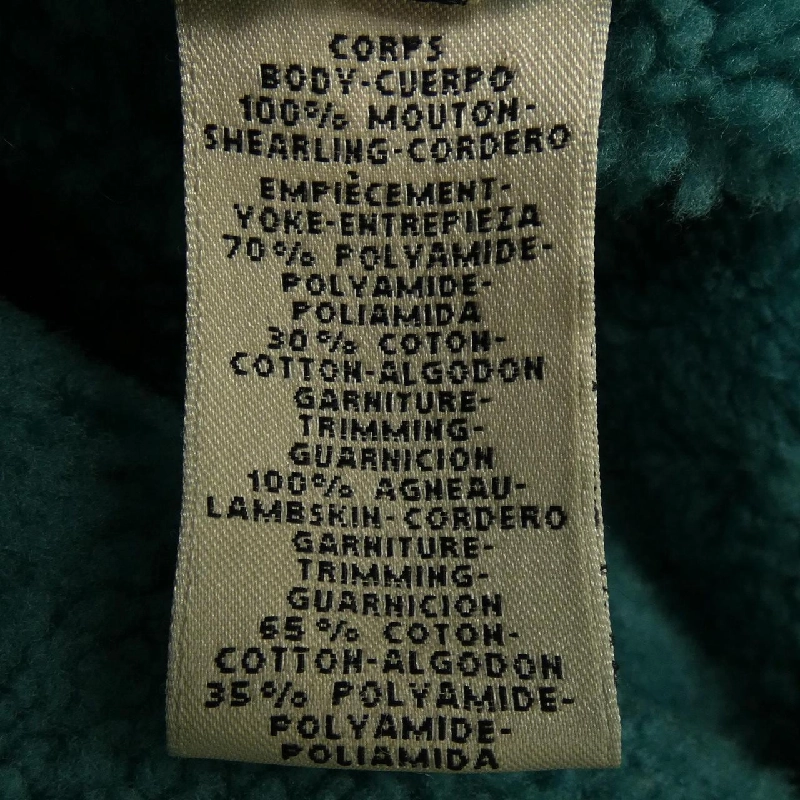 CORPS
BODY-CUERPO
100% MOUTON-
SHEARLING-CORDERO
EMPIÈCEMENT-
YOKE-ENTREPIEZA
70% POLYAMIDE-
POLYAMIDE-
POLIAMIDA
30% COTON-
COTTON-ALGODON
GARNITURE-
TRIMMING-
GUARNICION
100% AGNEAU-
LAMBSKIN-CORDERO
GARNITURE-
TRIMMING-
GUARNICION
65% COTON-
COTTON-ALGODON
35% POLYAMIDE-
POLYAMIDE-
POLIAMIDA